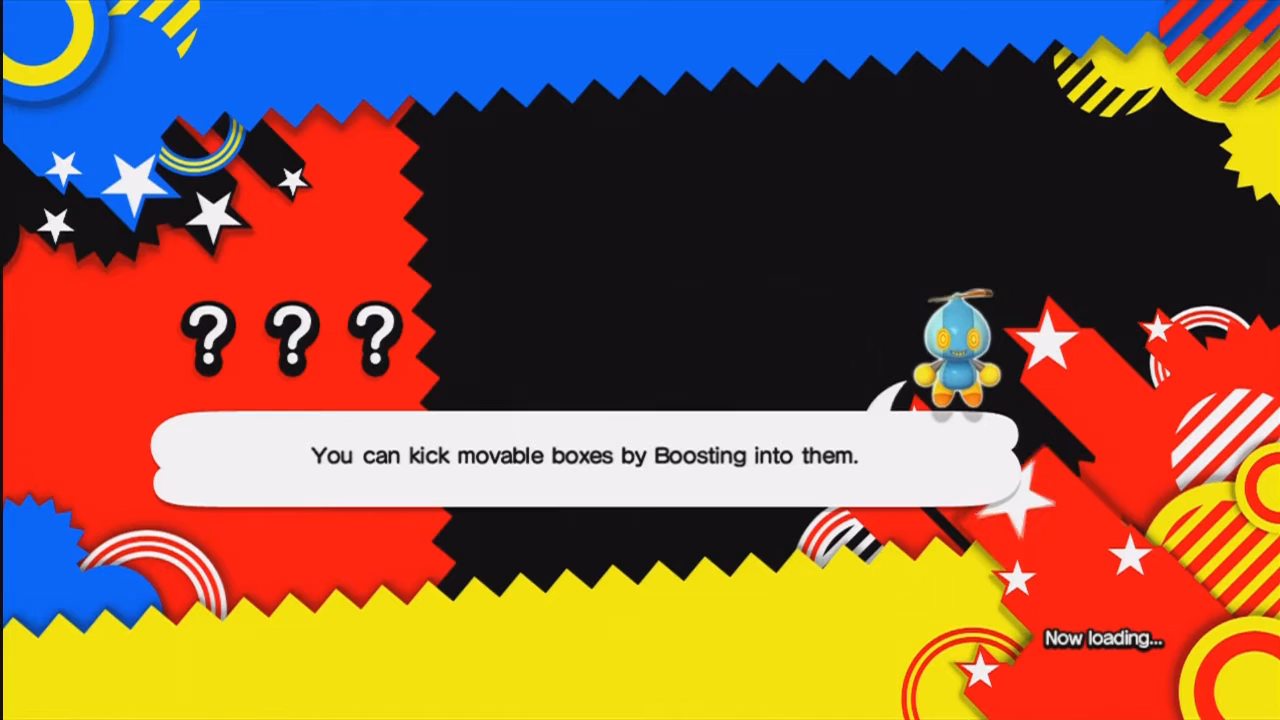 ? ? ?
You can kick movable boxes by Boosting into them.
Now loading...